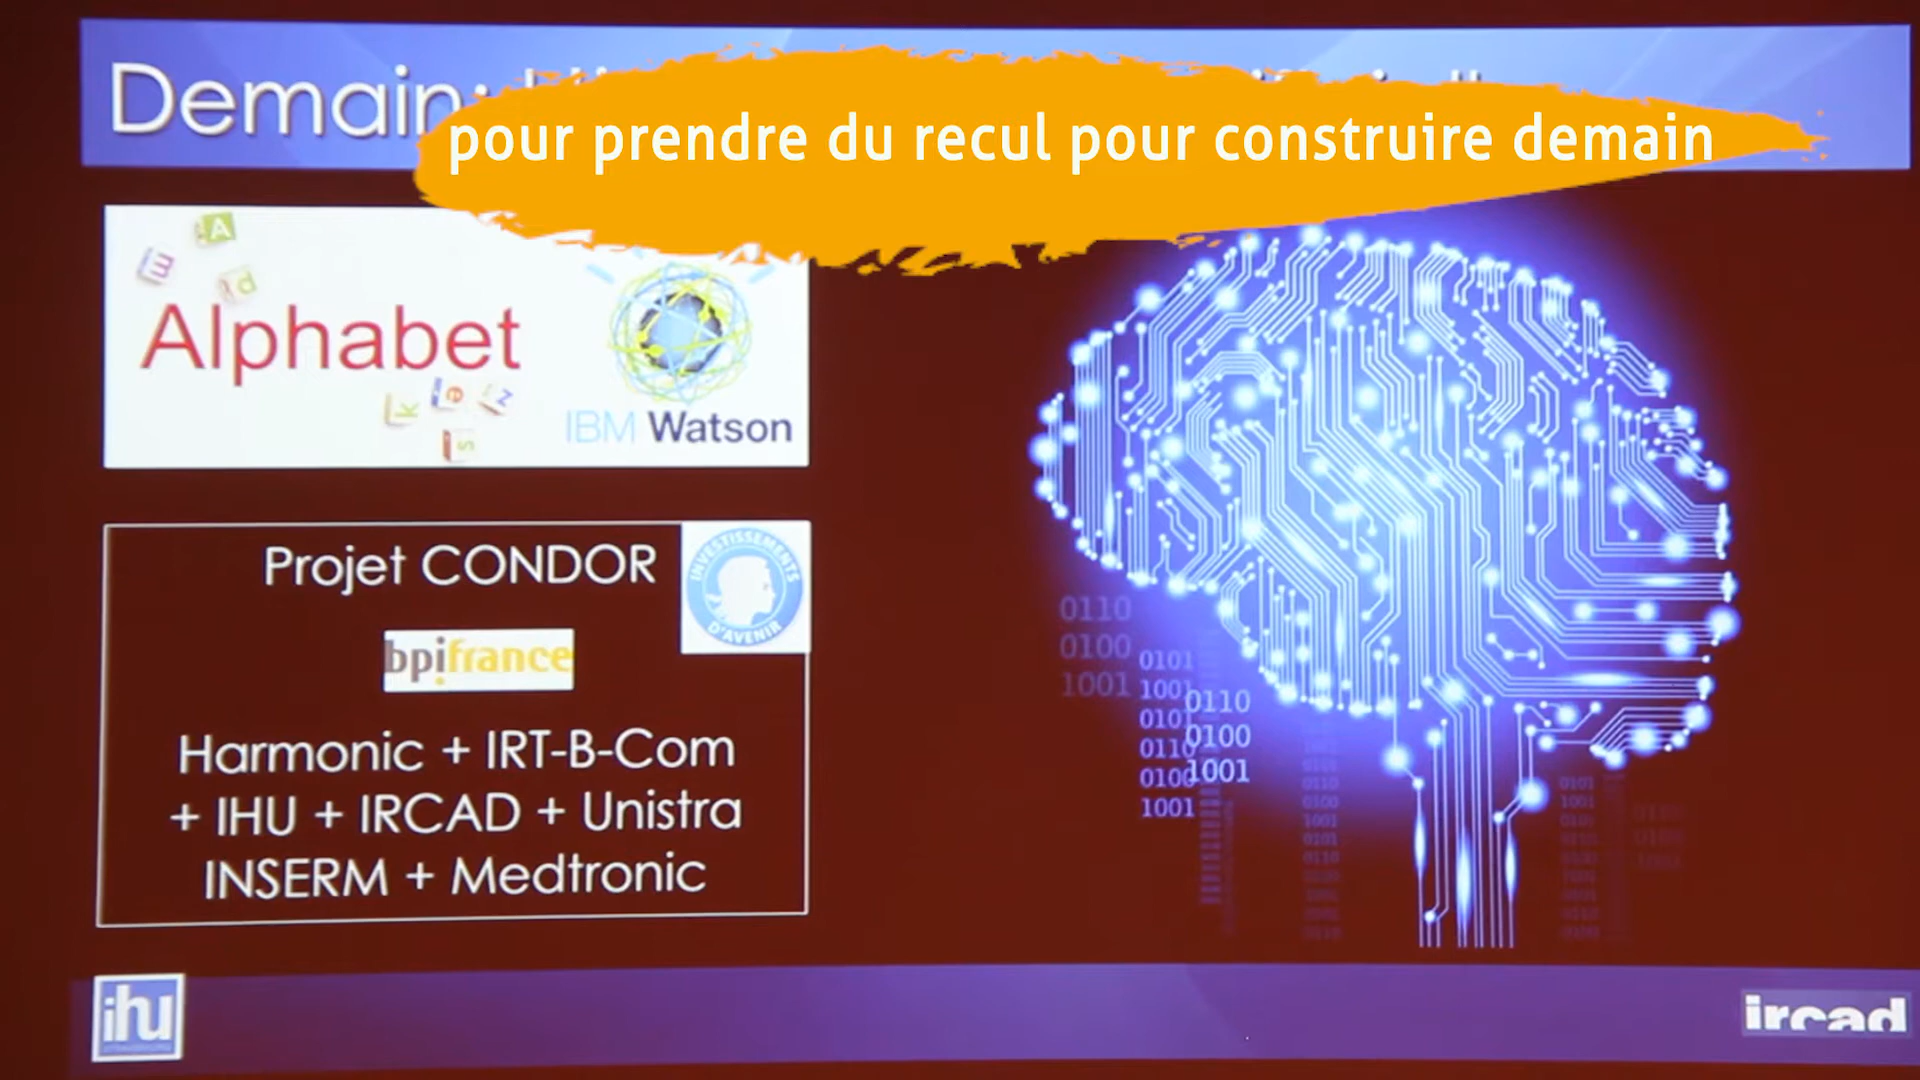 Demain:
pour prendre du recul pour construire demain
A
m
d
Alphabet
k
e
z
s
IBM Watson
Projet CONDOR
INVESTISSEMENTS
D'AVENIR
bpifrance
Harmonic + IRT-B-Com
+ IHU + IRCAD + Unistra
INSERM + Medtronic
0110
0100
1001
0101
1001
0101
0110
0100
1001
0110
0100
1001
ihu
ircad